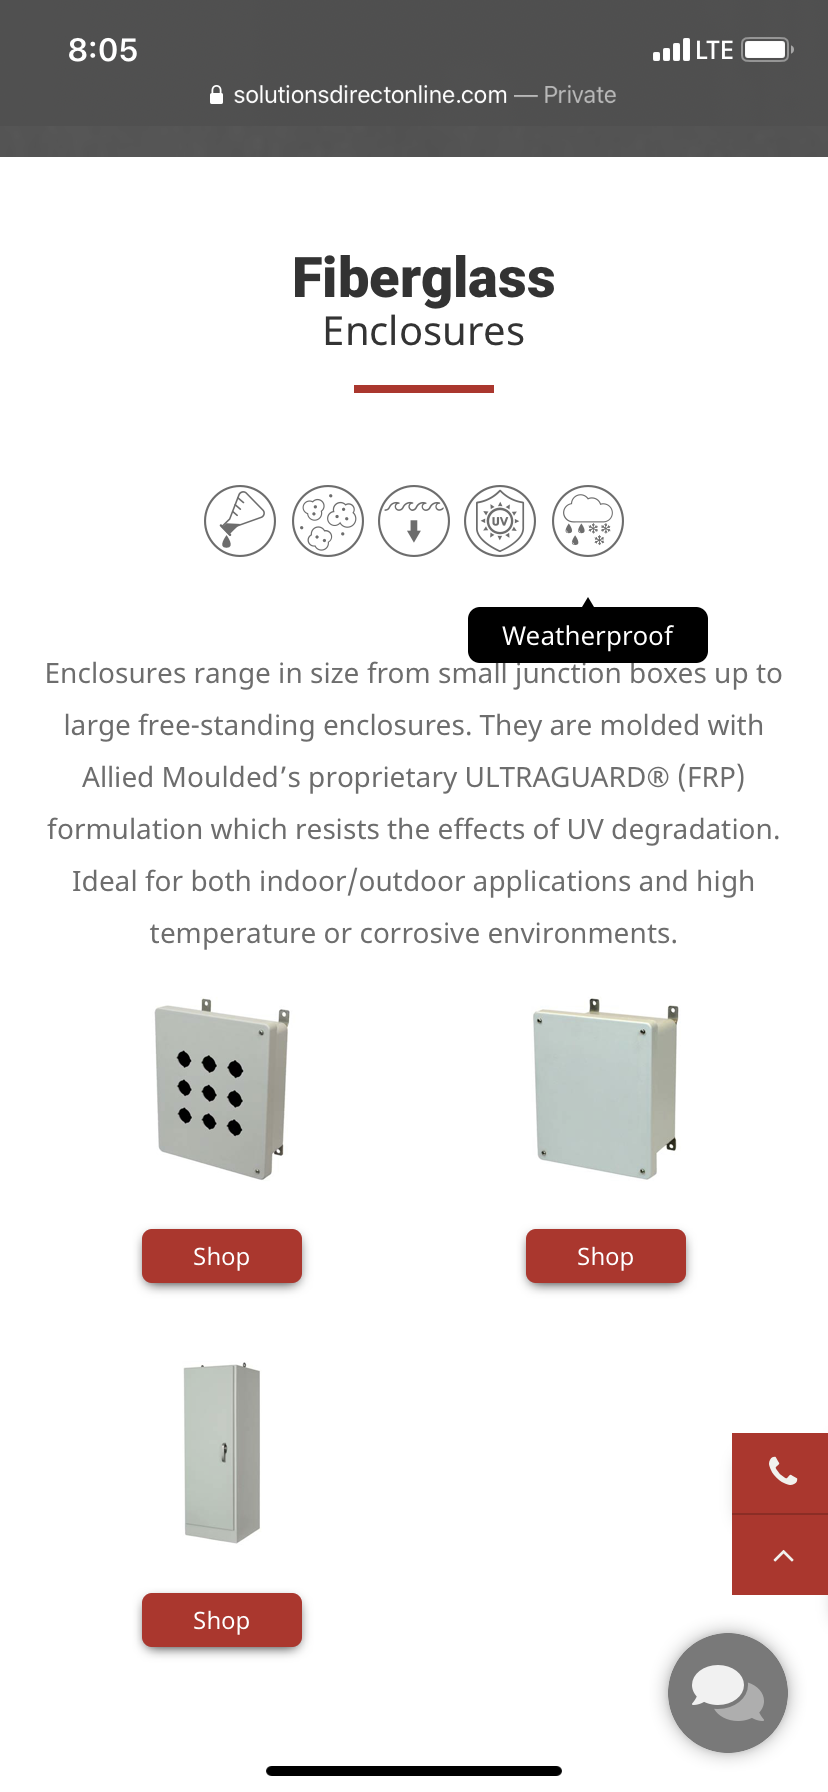 8:05
LTE
solutionsdirectonline.com — Private
Fiberglass
Enclosures
UV
Weatherproof
Enclosures range in size from small junction boxes up to
large free-standing enclosures. They are molded with
Allied Moulded’s proprietary ULTRAGUARD® (FRP)
formulation which resists the effects of UV degradation.
Ideal for both indoor/outdoor applications and high
temperature or corrosive environments.
Shop
Shop
Shop